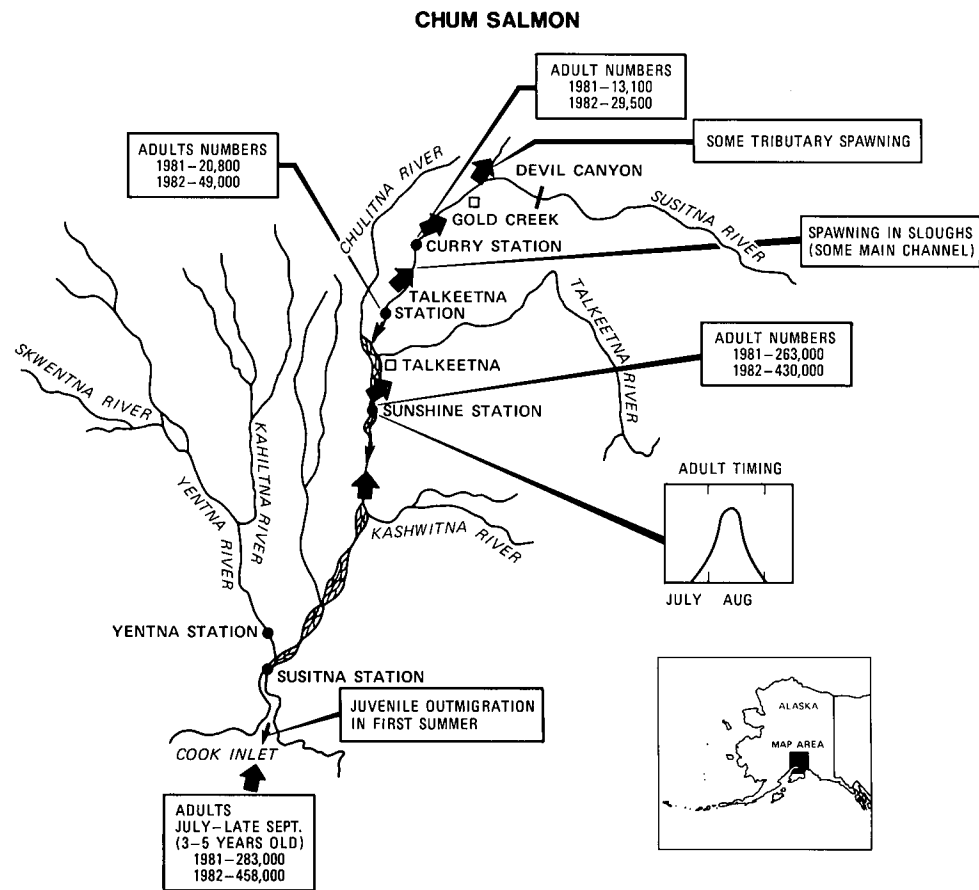 CHUM SALMON
ADULT NUMBERS
1981–13,100
1982–29,500
ADULTS NUMBERS
1981–20,800
1982–49,000
SOME TRIBUTARY SPAWNING
DEVIL CANYON
CHULITNA RIVER
SUSITNA RIVER
GOLD CREEK
CURRY STATION
SPAWNING IN SLOUGHS
(SOME MAIN CHANNEL)
TALKEETNA
STATION
TALKEETNA RIVER
ADULT NUMBERS
1981–263,000
1982–430,000
TALKEETNA
SUNSHINE STATION
SKWENTNA RIVER
KAHILTNA RIVER
YENTNA RIVER
KASHWITNA RIVER
ADULT TIMING
JULY AUG
YENTNA STATION
SUSITNA STATION
JUVENILE OUTMIGRATION
IN FIRST SUMMER
COOK INLET
ALASKA
MAP AREA
ADULTS
JULY–LATE SEPT.
(3–5 YEARS OLD)
1981–283,000
1982–458,000